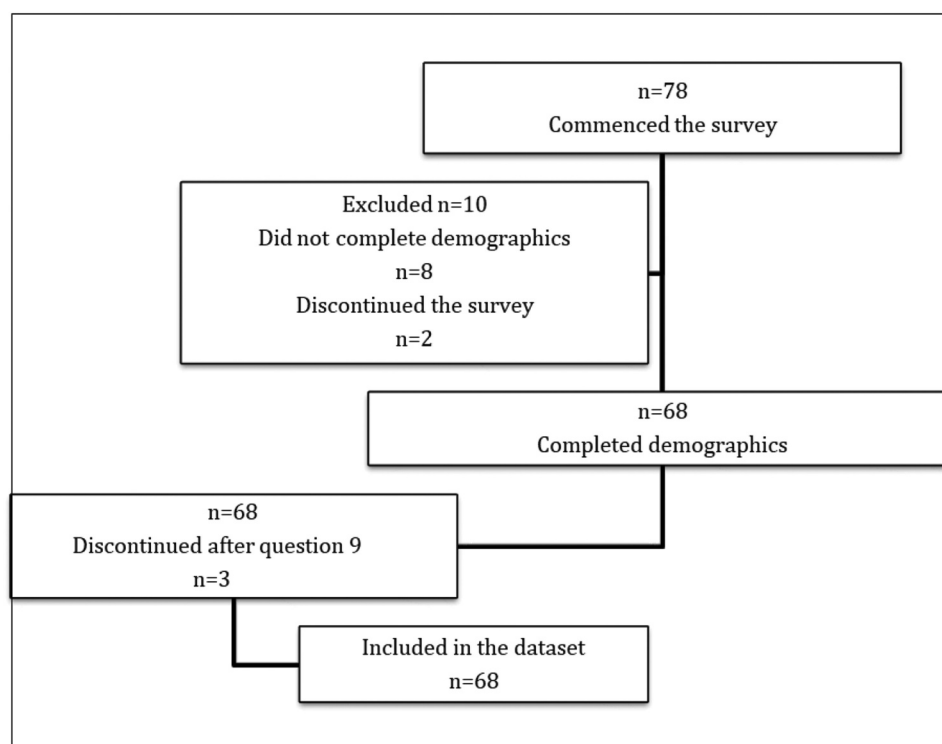 n=78
Commenced the survey
Excluded n=10
Did not complete demographics
n=8
Discontinued the survey
n=2
n=68
Completed demographics
n=68
Discontinued after question 9
n=3
Included in the dataset
n=68